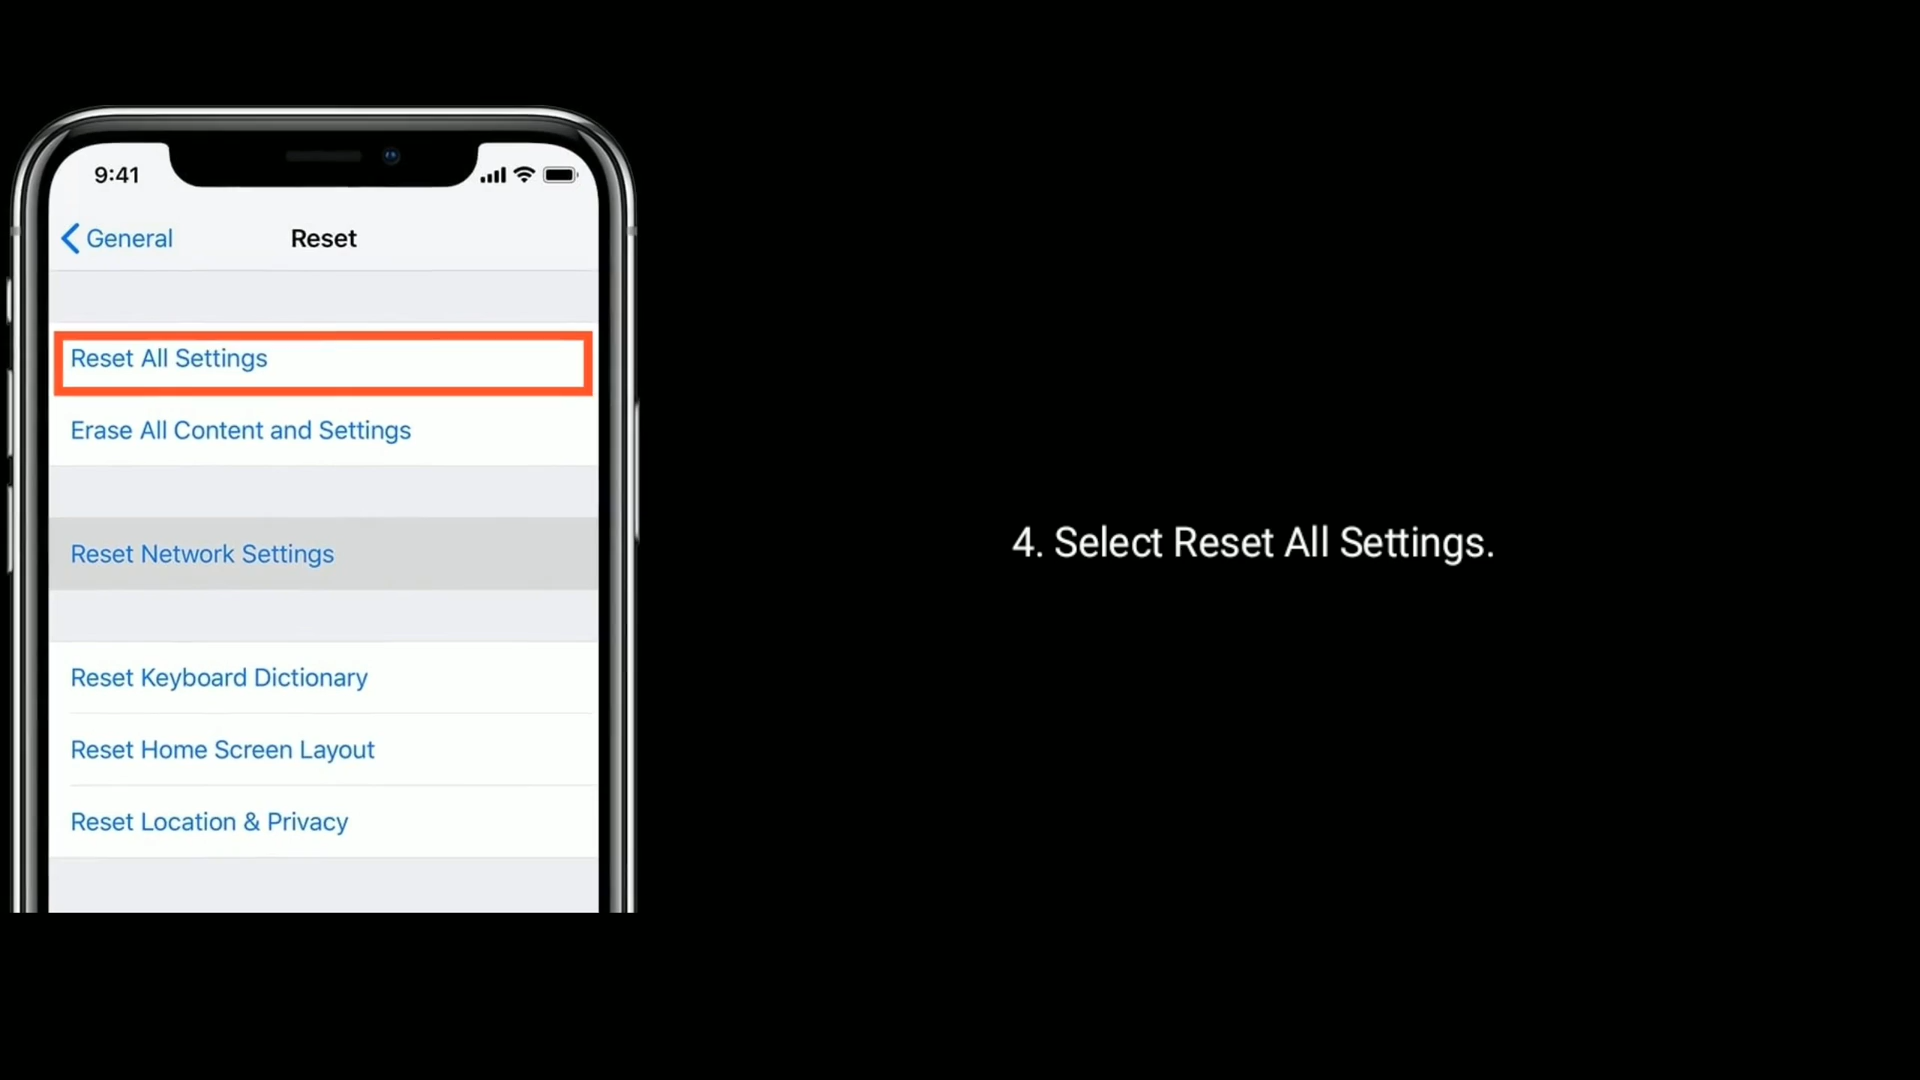 9:41
General
Reset
Reset All Settings
Erase All Content and Settings
Reset Network Settings
Reset Keyboard Dictionary
Reset Home Screen Layout
Reset Location & Privacy
4. Select Reset All Settings.